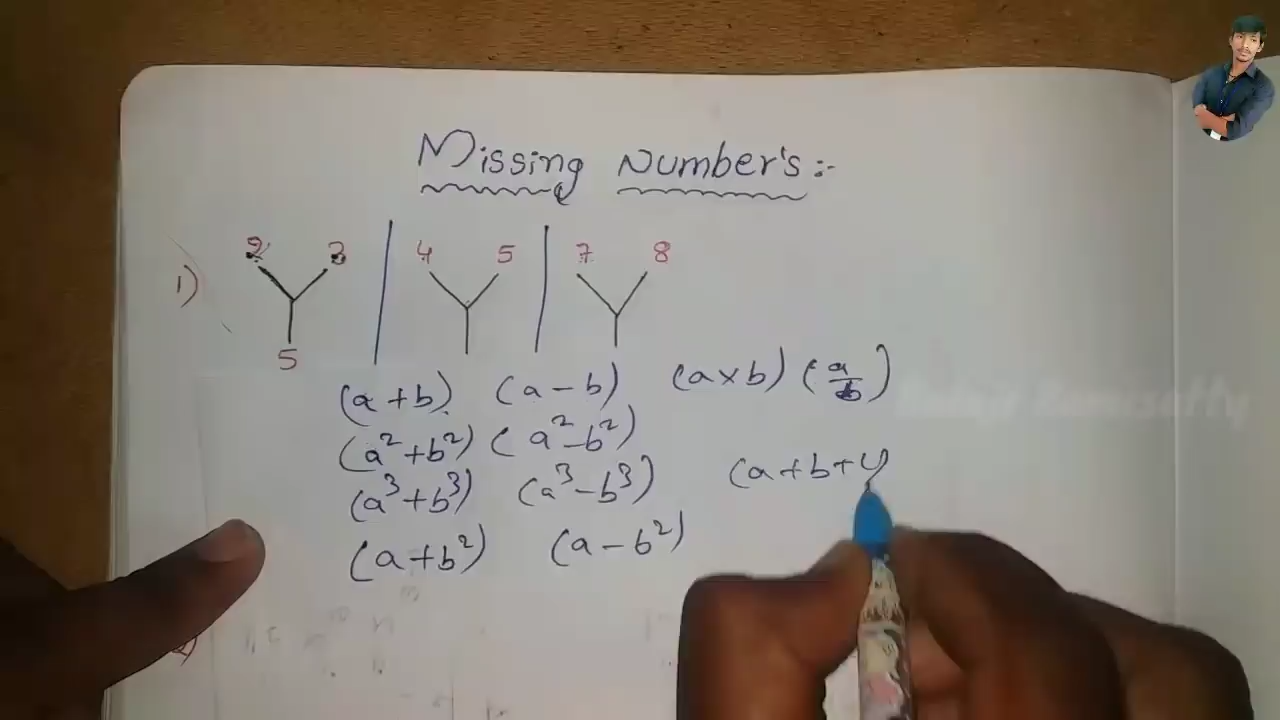 Missing Number's :-
2 3 4 5 7 8
1)
5
(a+b) (a-b) (a×b) (a/b)
(a²+b²) (a²-b²)
(a³+b³) (a³-b³) (a+b+y
(a+b²) (a-b²)